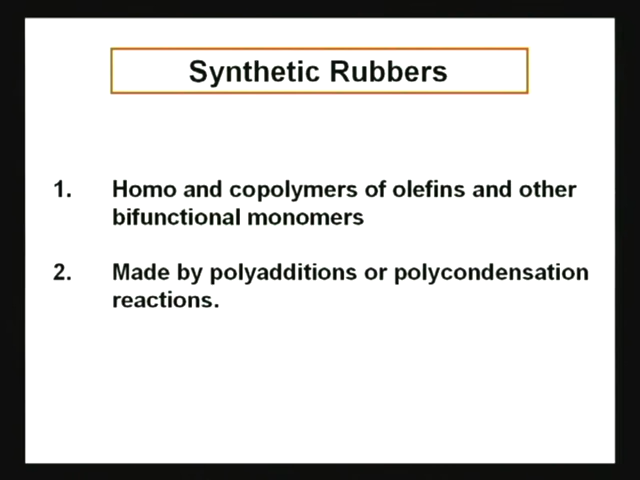 Synthetic Rubbers
1. Homo and copolymers of olefins and other
bifunctional monomers
2. Made by polyadditions or polycondensation
reactions.